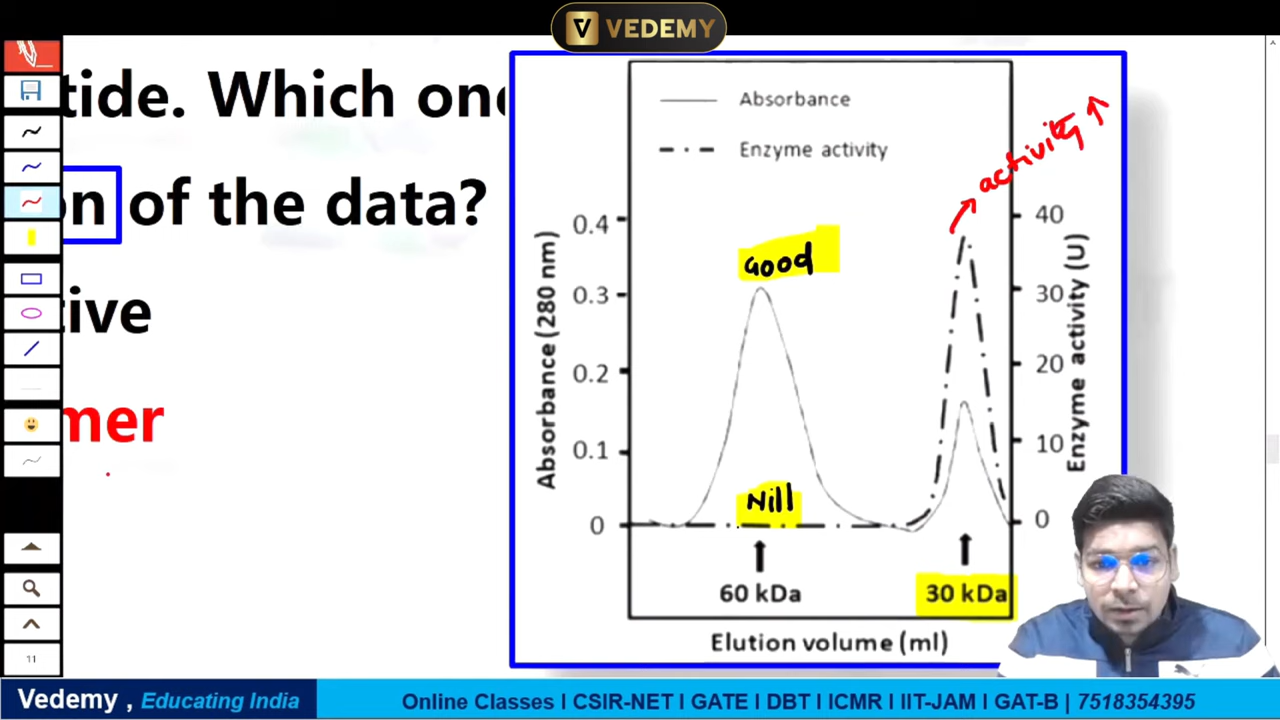 VEDEMY
tide. Which one
on of the data?
tive
mer
Absorbance
Enzyme activity
activity ↑
Good
Nill
Absorbance (280 nm)
0.4
0.3
0.2
0.1
0
40
30
20
10
0
Enzyme activity (U)
60 kDa
30 kDa
Elution volume (ml)
11
Vedemy , Educating India
Online Classes I CSIR-NET I GATE I DBT I ICMR I IIT-JAM I GAT-B | 7518354395